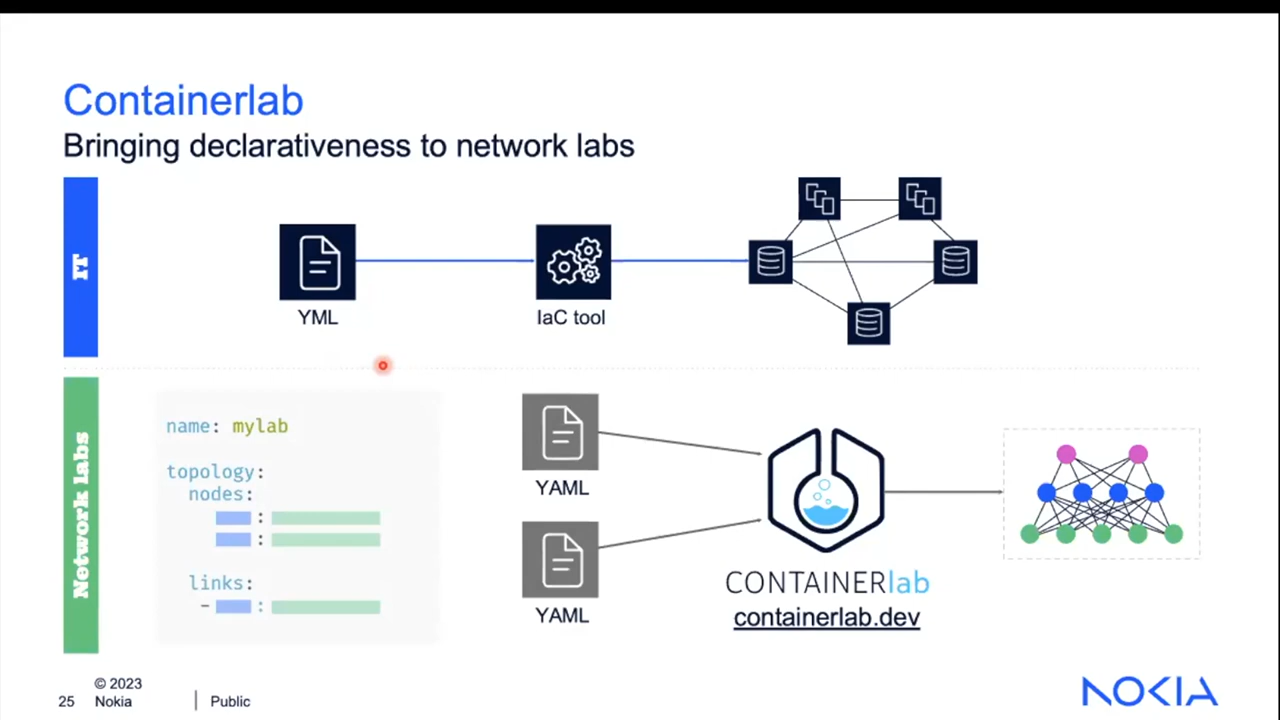 Containerlab
Bringing declarativeness to network labs
IT
YML
IaC tool
Network labs
name: mylab
topology:
nodes:
:
:
links:
- :
YAML
YAML
CONTAINERlab
containerlab.dev
25
© 2023
Nokia
Public
NOKIA